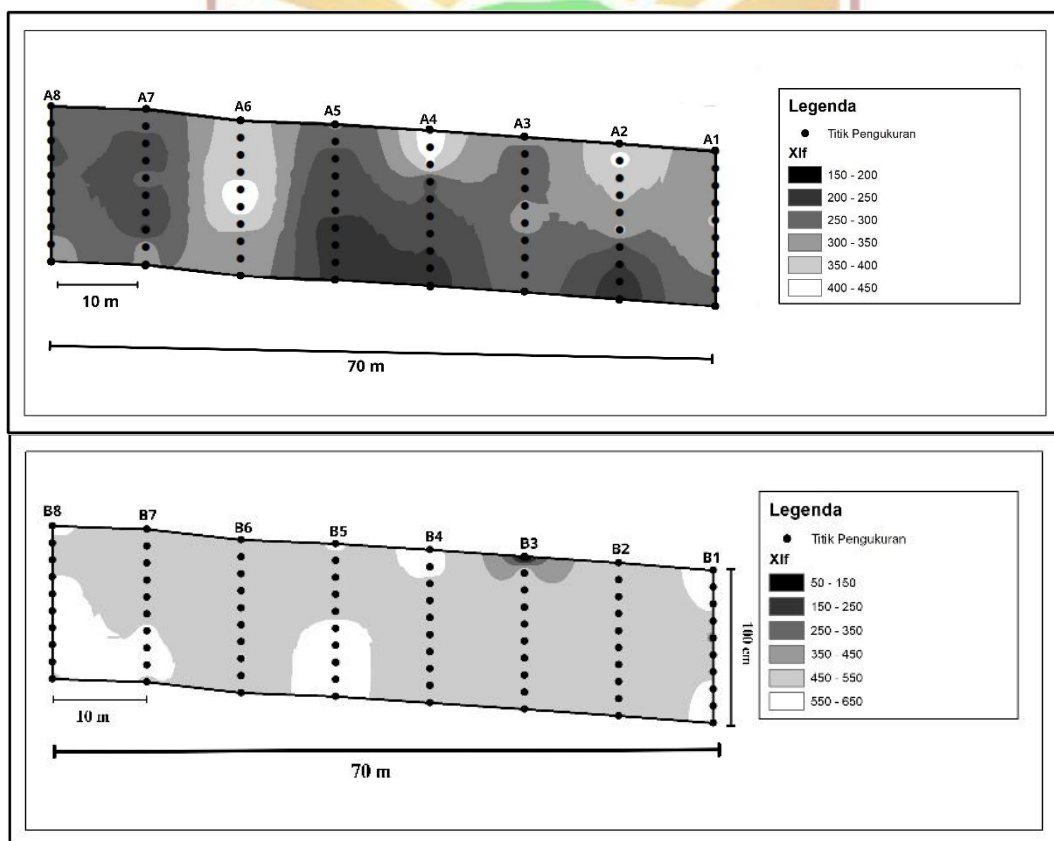 A8
A7
A6
A5
A4
A3
A2
A1
10 m
70 m
Legenda
Titik Pengukuran
Xlf
150 - 200
200 - 250
250 - 300
300 - 350
350 - 400
400 - 450
B8
B7
B6
B5
B4
B3
B2
B1
100 cm
10 m
70 m
Legenda
Titik Pengukuran
Xlf
50 - 150
150 - 250
250 - 350
350 - 450
450 - 550
550 - 650